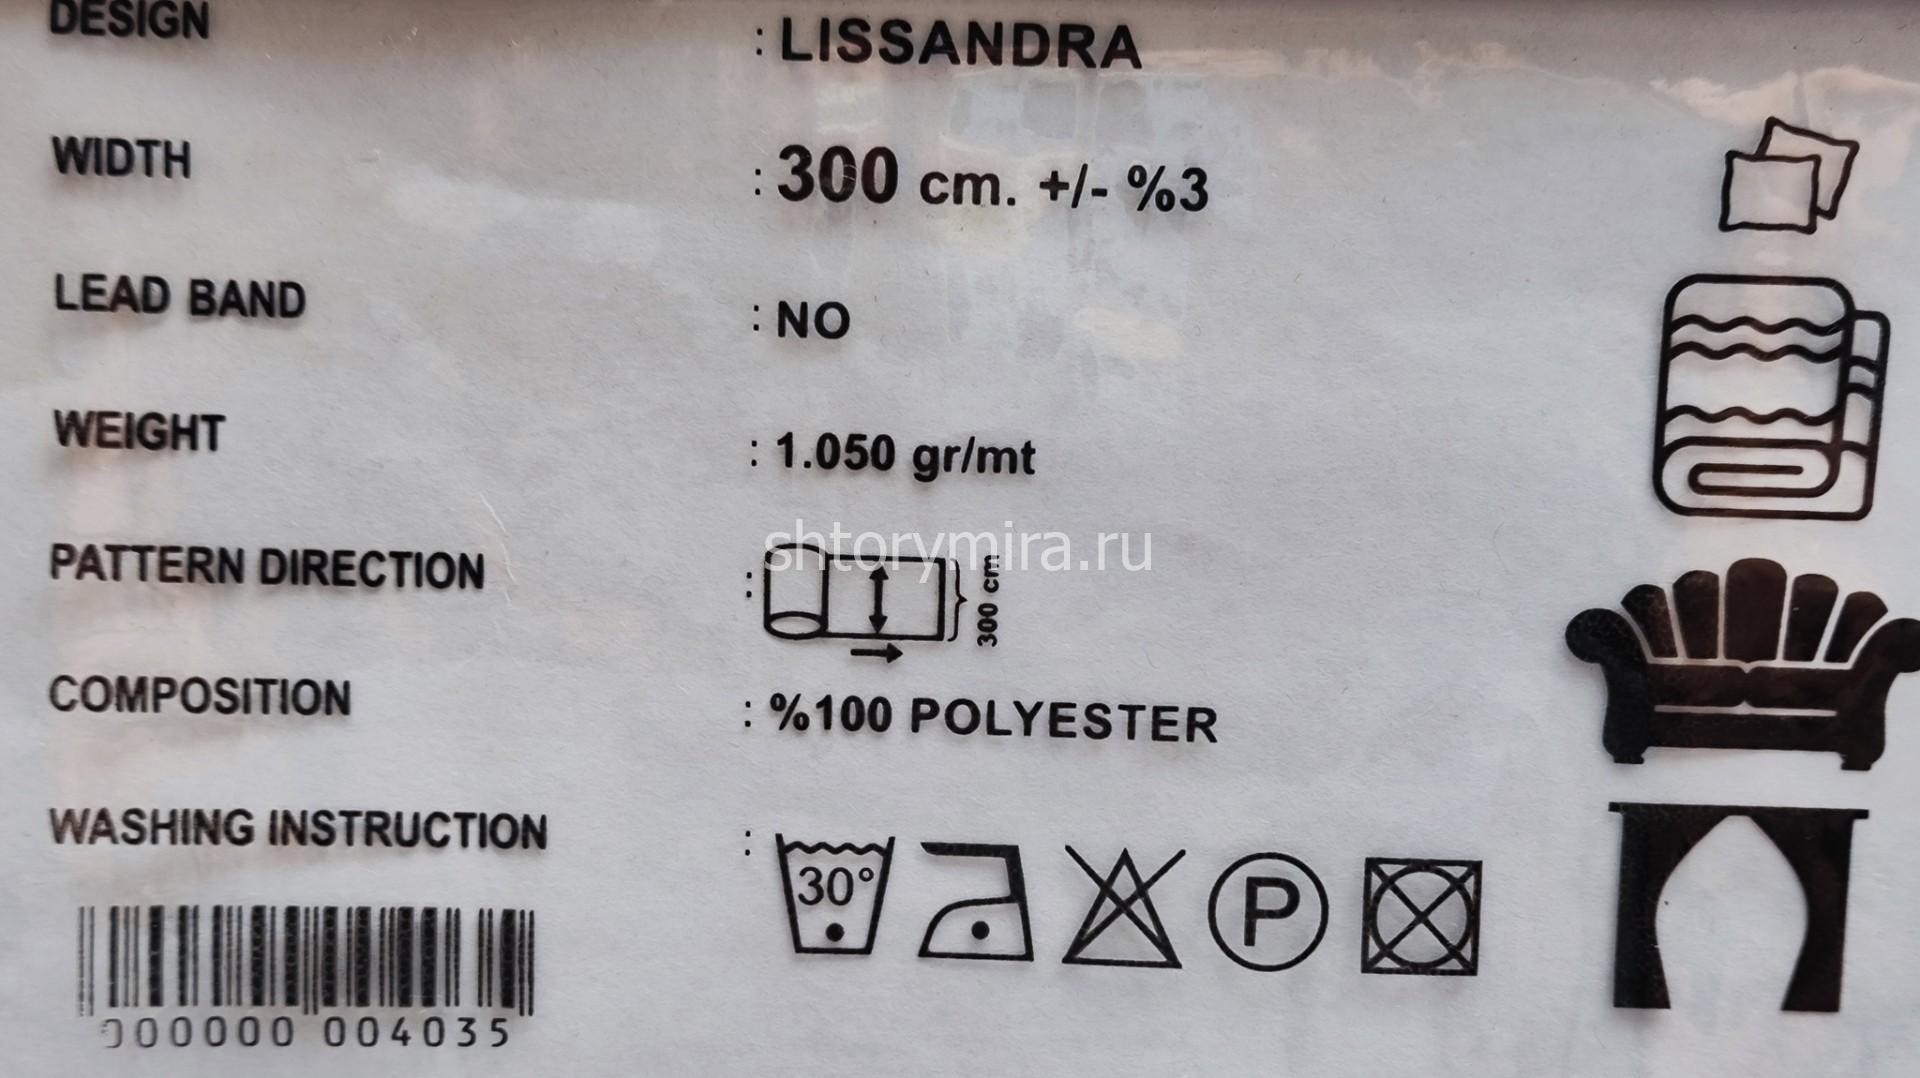 DESIGN : LISSANDRA
WIDTH : 300 cm. +/- %3
LEAD BAND : NO
WEIGHT : 1.050 gr/mt
shtorymira.ru
PATTERN DIRECTION :
300 cm
COMPOSITION : %100 POLYESTER
WASHING INSTRUCTION :
30°
P
000000 004035